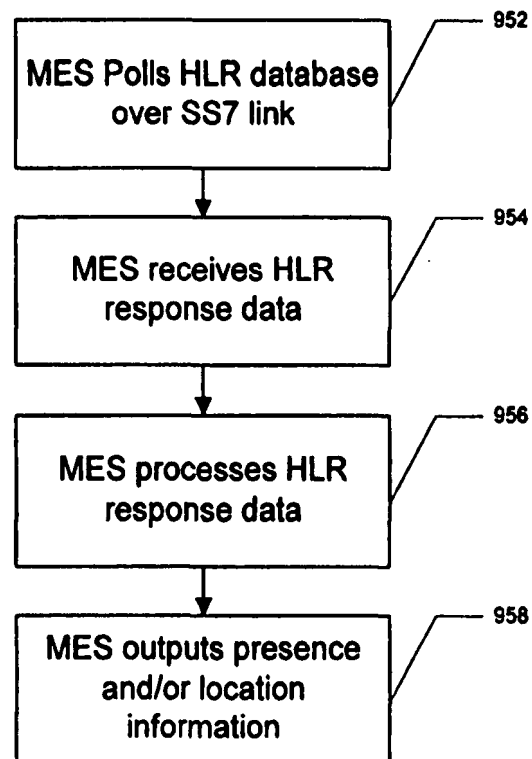 952
MES Polls HLR database
over SS7 link
954
MES receives HLR
response data
956
MES processes HLR
response data
958
MES outputs presence
and/or location
information